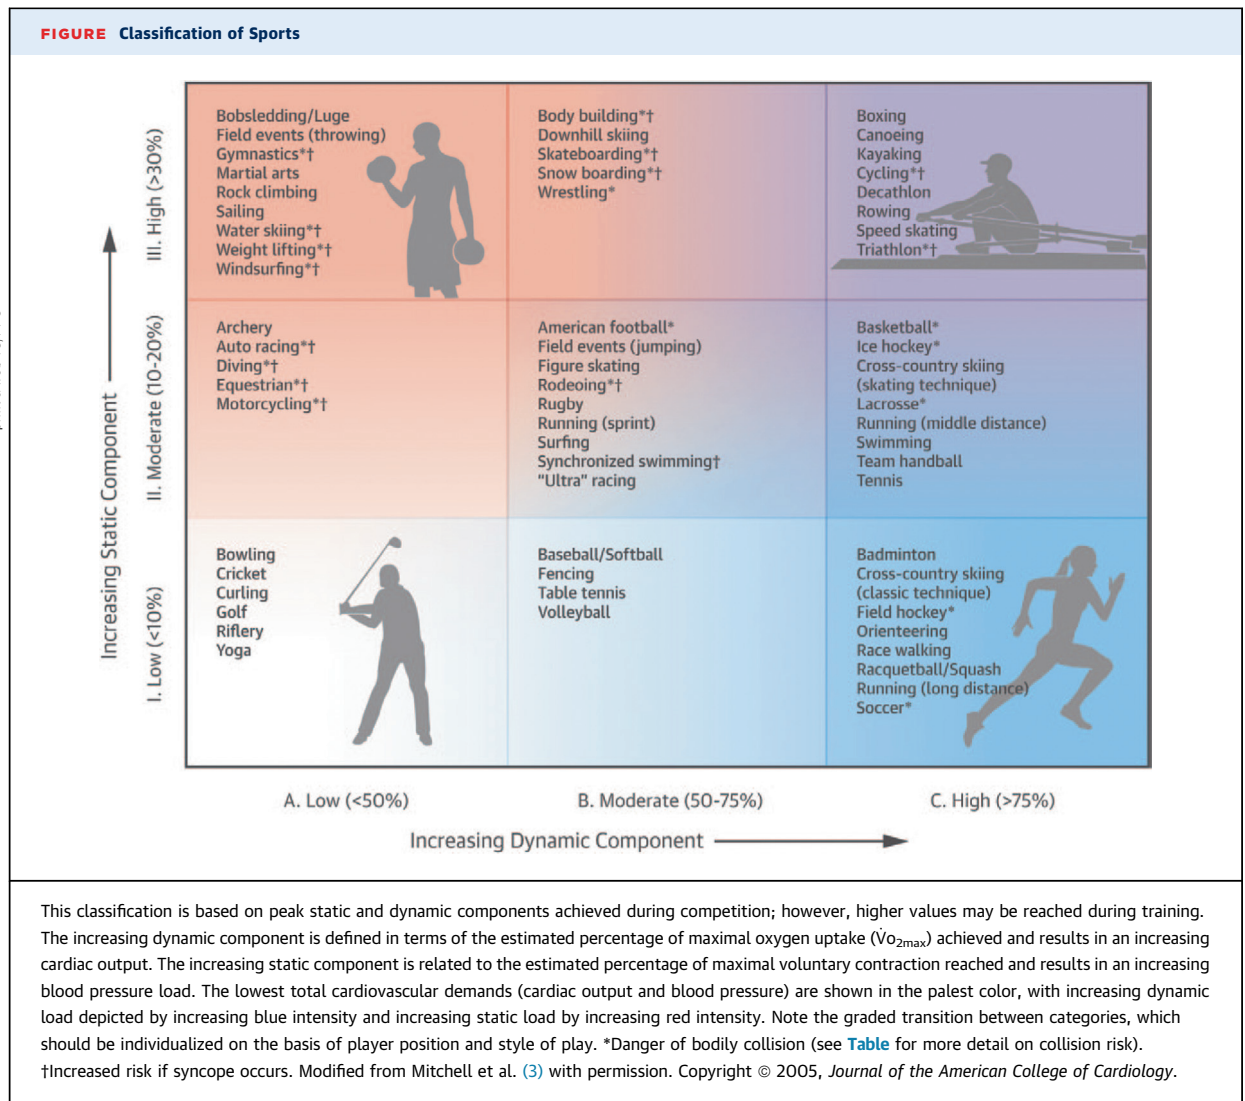 FIGURE Classification of Sports
Increasing Static Component
III. High (>30%)
Bobsledding/Luge
Field events (throwing)
Gymnastics*†
Martial arts
Rock climbing
Sailing
Water skiing*†
Weight lifting*†
Windsurfing*†
Body building*†
Downhill skiing
Skateboarding*†
Snow boarding*†
Wrestling*
Boxing
Canoeing
Kayaking
Cycling*†
Decathlon
Rowing
Speed skating
Triathlon*†
II. Moderate (10-20%)
Archery
Auto racing*†
Diving*†
Equestrian*†
Motorcycling*†
American football*
Field events (jumping)
Figure skating
Rodeoing*†
Rugby
Running (sprint)
Surfing
Synchronized swimming†
"Ultra" racing
Basketball*
Ice hockey*
Cross-country skiing
(skating technique)
Lacrosse*
Running (middle distance)
Swimming
Team handball
Tennis
I. Low (<10%)
Bowling
Cricket
Curling
Golf
Riflery
Yoga
Baseball/Softball
Fencing
Table tennis
Volleyball
Badminton
Cross-country skiing
(classic technique)
Field hockey*
Orienteering
Race walking
Racquetball/Squash
Running (long distance)
Soccer*
A. Low (<50%)
B. Moderate (50-75%)
C. High (>75%)
Increasing Dynamic Component
This classification is based on peak static and dynamic components achieved during competition; however, higher values may be reached during training.
The increasing dynamic component is defined in terms of the estimated percentage of maximal oxygen uptake (V̇o2max) achieved and results in an increasing
cardiac output. The increasing static component is related to the estimated percentage of maximal voluntary contraction reached and results in an increasing
blood pressure load. The lowest total cardiovascular demands (cardiac output and blood pressure) are shown in the palest color, with increasing dynamic
load depicted by increasing blue intensity and increasing static load by increasing red intensity. Note the graded transition between categories, which
should be individualized on the basis of player position and style of play. *Danger of bodily collision (see Table for more detail on collision risk).
†Increased risk if syncope occurs. Modified from Mitchell et al. (3) with permission. Copyright © 2005, Journal of the American College of Cardiology.